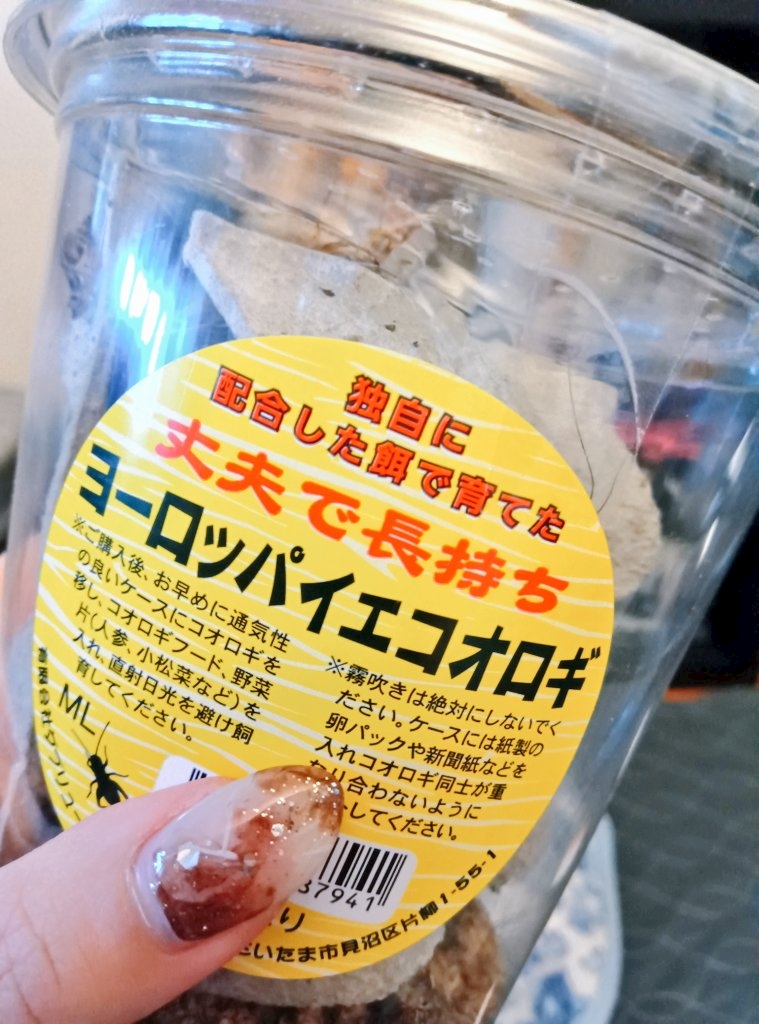 独自に
配合した餌で育てた
丈夫で長持ち
ヨーロッパイエコオロギ
※ご購入後、お早めに通気性
の良いケースにコオロギを
移し、コオロギフード、野菜
片(人参、小松菜など)を
入れ、直射日光を避け飼
育してください。
※霧吹きは絶対にしないでく
ださい。ケースには紙製の
卵パックや新聞紙などを
入れコオロギ同士が重
なり合わないように
してください。
ML
37941
いたま市見沼区片柳1-55-1